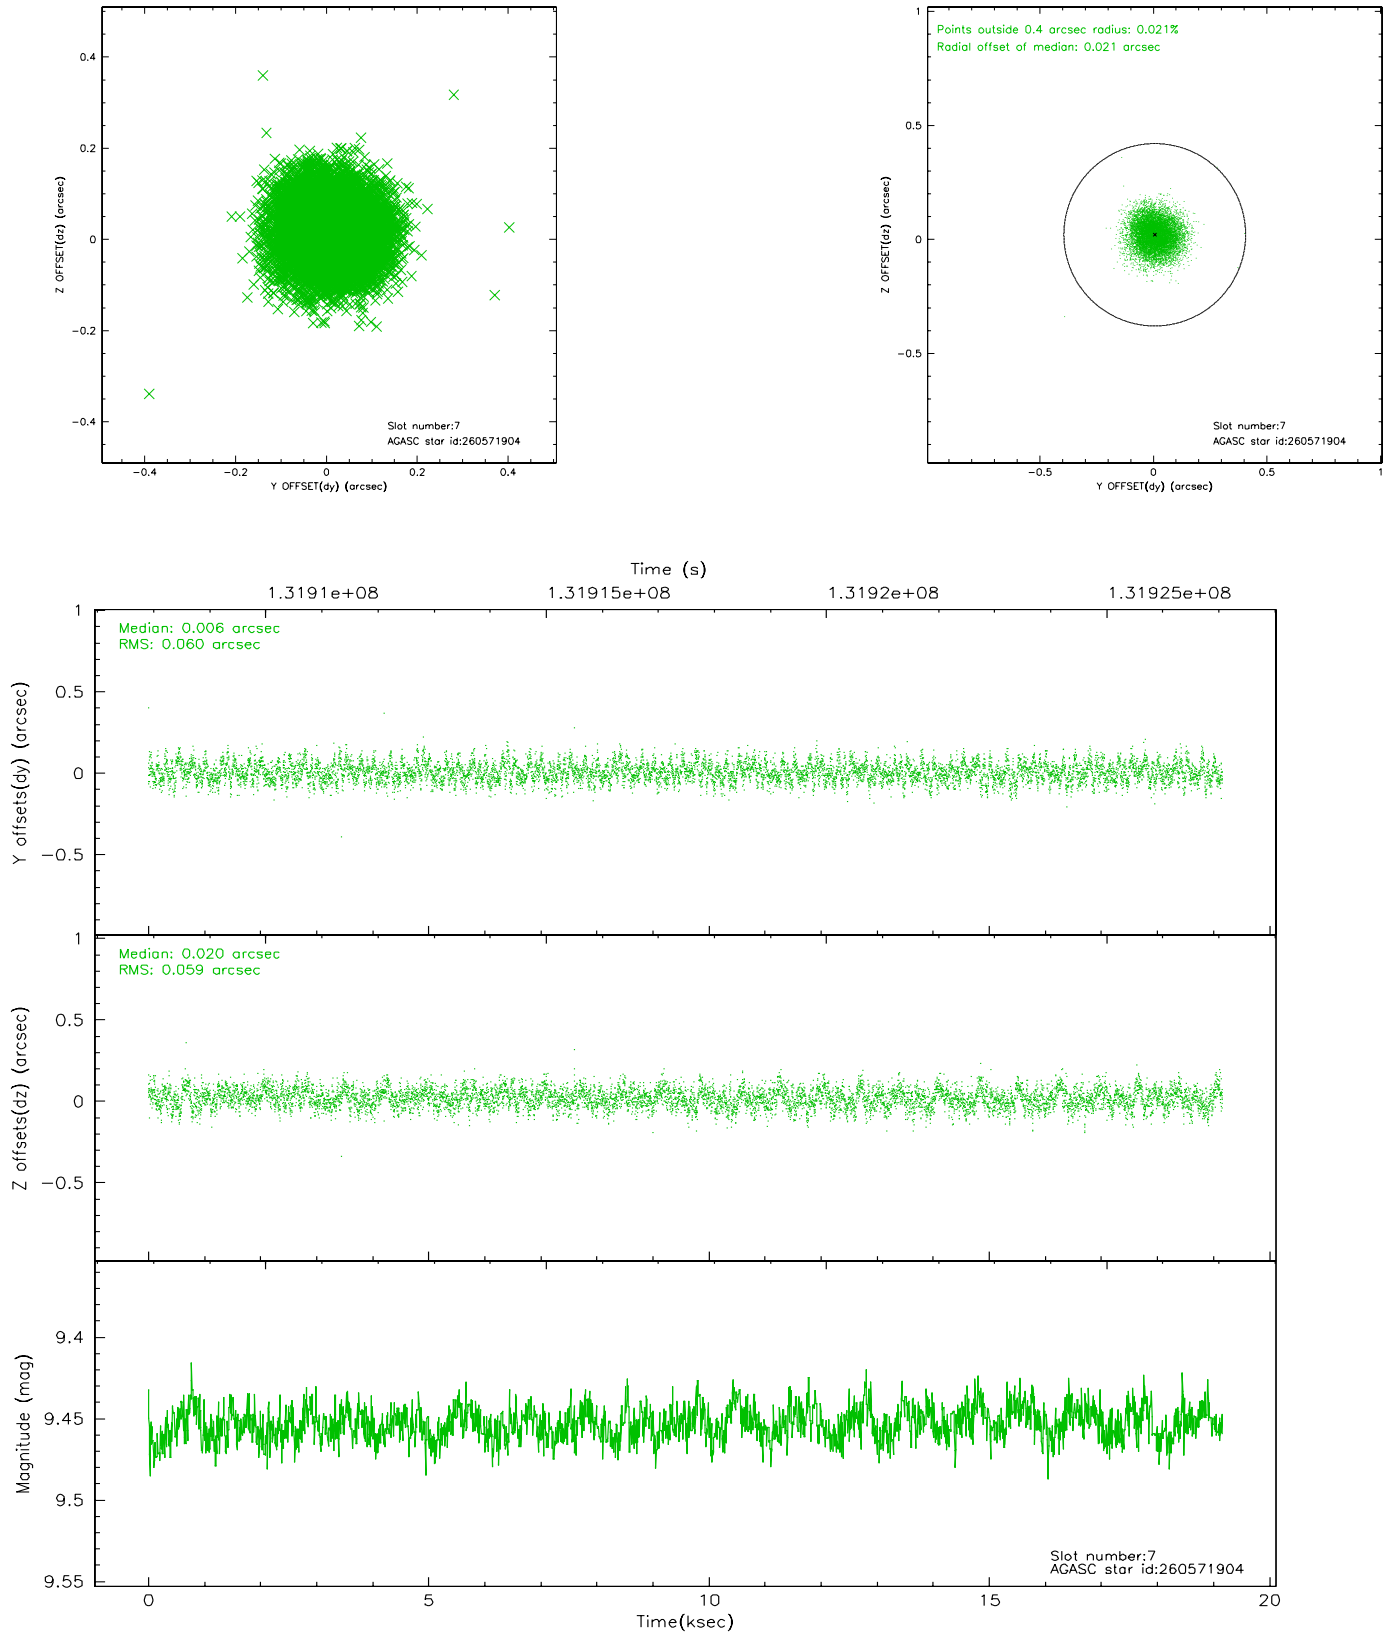 0.4
0.2
0
-0.2
-0.4
Z OFFSET(dz) (arcsec)
Slot number:7
AGASC star id:260571904
-0.4 -0.2 0 0.2 0.4
Y OFFSET(dy) (arcsec)
1
0.5
0
-0.5
Z OFFSET(dz) (arcsec)
Points outside 0.4 arcsec radius: 0.021%
Radial offset of median: 0.021 arcsec
Slot number:7
AGASC star id:260571904
-0.5 0 0.5 1
Y OFFSET(dy) (arcsec)
Time (s)
1.3191e+08 1.31915e+08 1.3192e+08 1.31925e+08
1
0.5
0
-0.5
Y offsets(dy) (arcsec)
Median: 0.006 arcsec
RMS: 0.060 arcsec
1
0.5
0
-0.5
Z offsets(dz) (arcsec)
Median: 0.020 arcsec
RMS: 0.059 arcsec
9.4
9.45
9.5
9.55
Magnitude (mag)
Slot number:7
AGASC star id:260571904
0 5 10 15 20
Time(ksec)